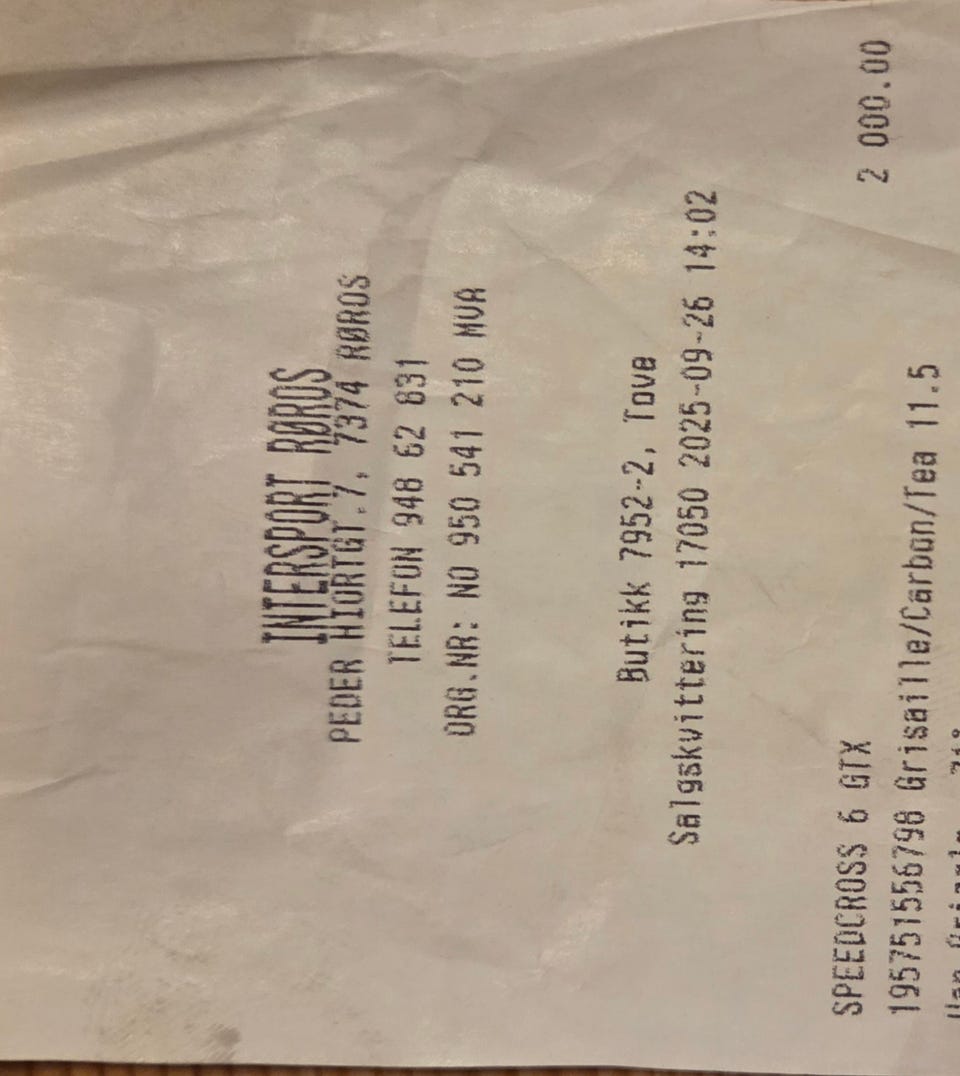 INTERSPORT RØROS
PEDER HIORTGT.7, 7374 RØROS
TELEFON 948 62 831
ORG.NR: NO 950 541 210 MVA
Butikk 7952-2, Tove
Salgskvittering 17050 2025-09-26 14:02
SPEEDCROSS 6 GTX 2 000.00
195751556798 Grisaille/Carbon/Tea 11.5